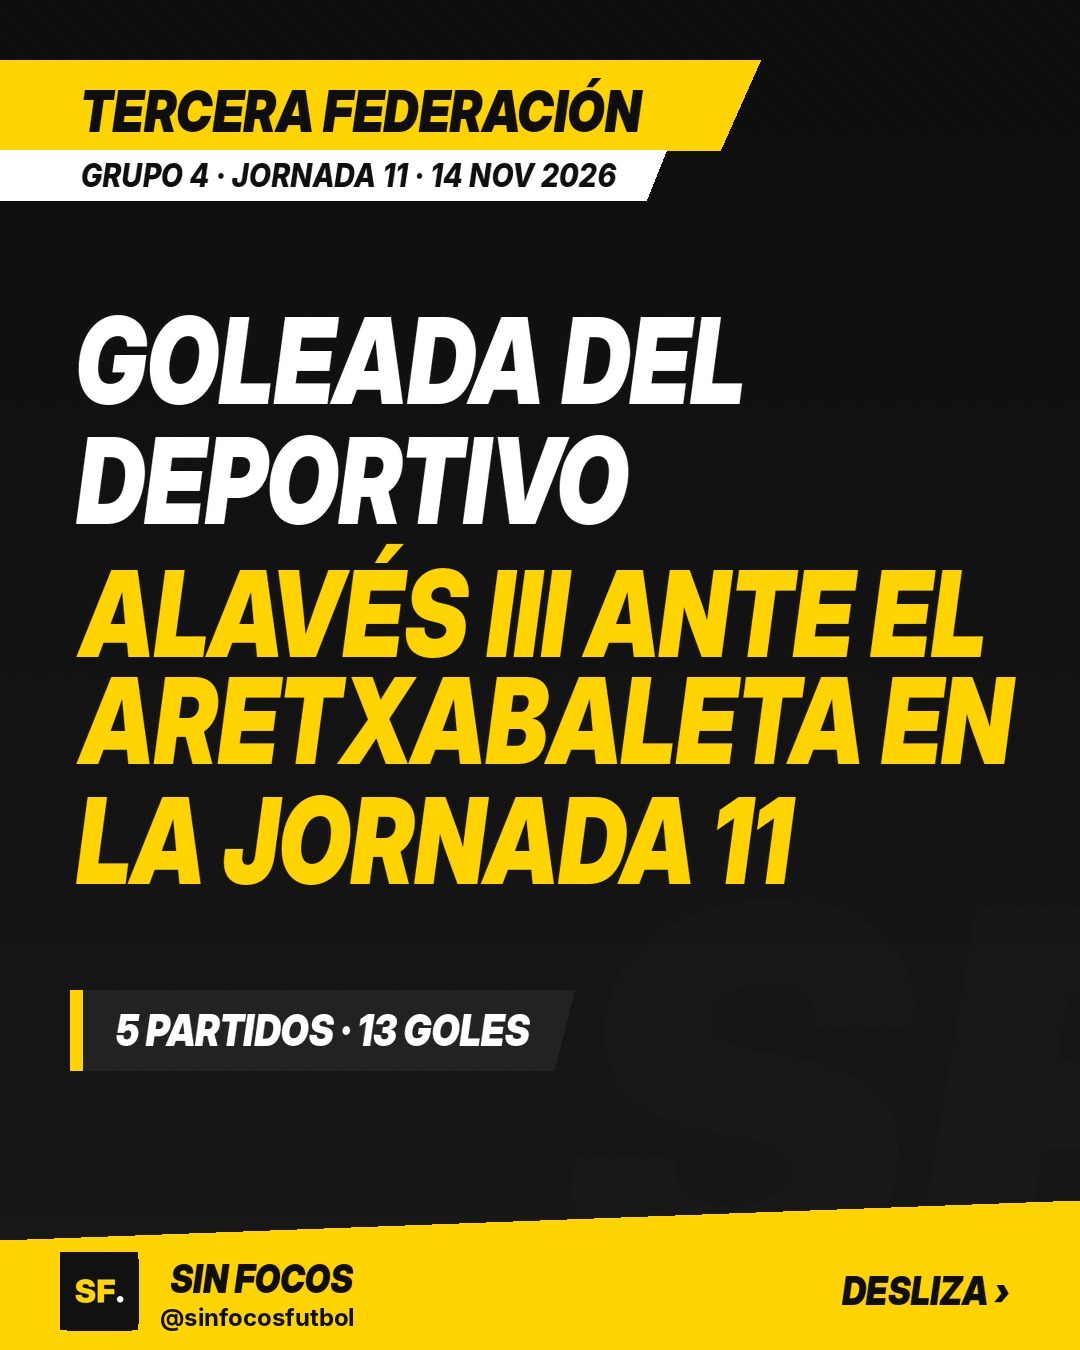 TERCERA FEDERACIÓN
GRUPO 4 · JORNADA 11 · 14 NOV 2026
GOLEADA DEL
DEPORTIVO
ALAVÉS III ANTE EL
ARETXABALETA EN
LA JORNADA 11
5 PARTIDOS · 13 GOLES
SF
SF.
SIN FOCOS
@sinfocosfutbol
DESLIZA ›